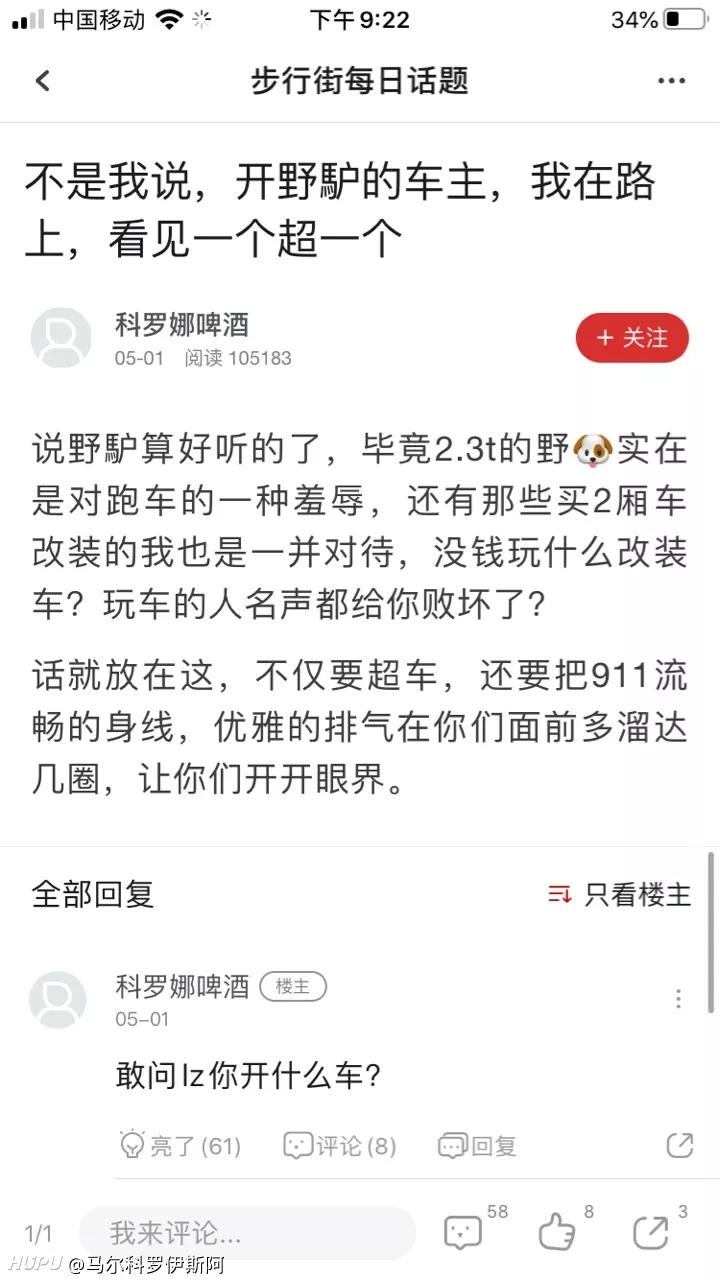 中国移动
下午9:22
34%
步行街每日话题
不是我说，开野馿的车主，我在路
上，看见一个超一个
科罗娜啤酒
05-01 阅读 105183
+ 关注
说野馿算好听的了，毕竟2.3t的野🐶实在
是对跑车的一种羞辱，还有那些买2厢车
改装的我也是一并对待，没钱玩什么改装
车？玩车的人名声都给你败坏了？
话就放在这，不仅要超车，还要把911流
畅的身线，优雅的排气在你们面前多溜达
几圈，让你们开开眼界。
全部回复
只看楼主
科罗娜啤酒 楼主
05-01
敢问lz你开什么车？
亮了(61) 评论(8) 回复
1/1 我来评论... 58 8 3
HUPU @马尔科罗伊斯阿